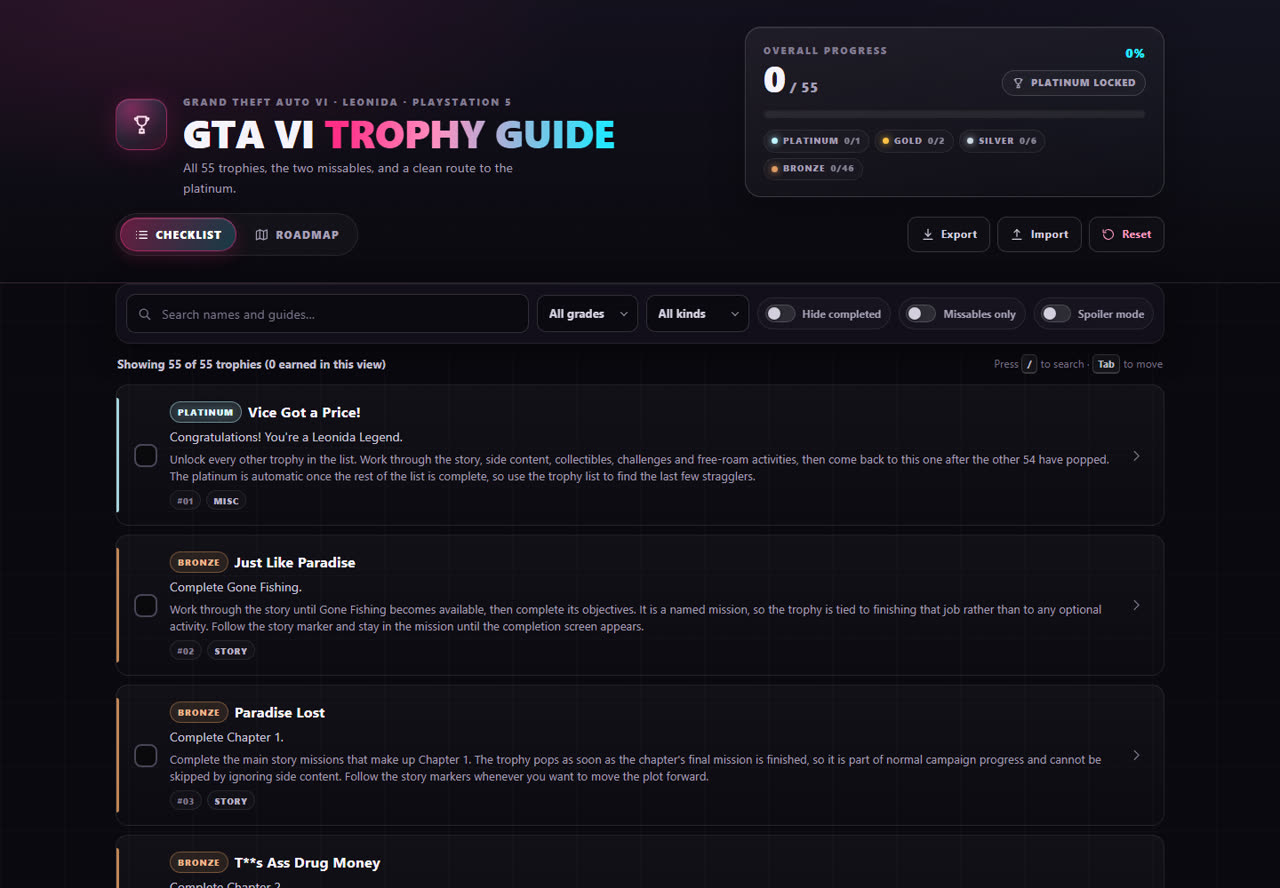 GRAND THEFT AUTO VI · LEONIDA · PLAYSTATION 5
GTA VI TROPHY GUIDE
All 55 trophies, the two missables, and a clean route to the
platinum.
OVERALL PROGRESS
0%
0 / 55
PLATINUM LOCKED
PLATINUM 0/1
GOLD 0/2
SILVER 0/6
BRONZE 0/46
CHECKLIST
ROADMAP
Export
Import
Reset
Search names and guides...
All grades
All kinds
Hide completed
Missables only
Spoiler mode
Showing 55 of 55 trophies (0 earned in this view)
Press / to search · Tab to move
PLATINUM Vice Got a Price!
Congratulations! You're a Leonida Legend.
Unlock every other trophy in the list. Work through the story, side content, collectibles, challenges and free-roam activities, then come back to this one after the other 54 have popped.
The platinum is automatic once the rest of the list is complete, so use the trophy list to find the last few stragglers.
#01 MISC
BRONZE Just Like Paradise
Complete Gone Fishing.
Work through the story until Gone Fishing becomes available, then complete its objectives. It is a named mission, so the trophy is tied to finishing that job rather than to any optional
activity. Follow the story marker and stay in the mission until the completion screen appears.
#02 STORY
BRONZE Paradise Lost
Complete Chapter 1.
Complete the main story missions that make up Chapter 1. The trophy pops as soon as the chapter's final mission is finished, so it is part of normal campaign progress and cannot be
skipped by ignoring side content. Follow the story markers whenever you want to move the plot forward.
#03 STORY
BRONZE T**s Ass Drug Money
Complete Chapter 2.